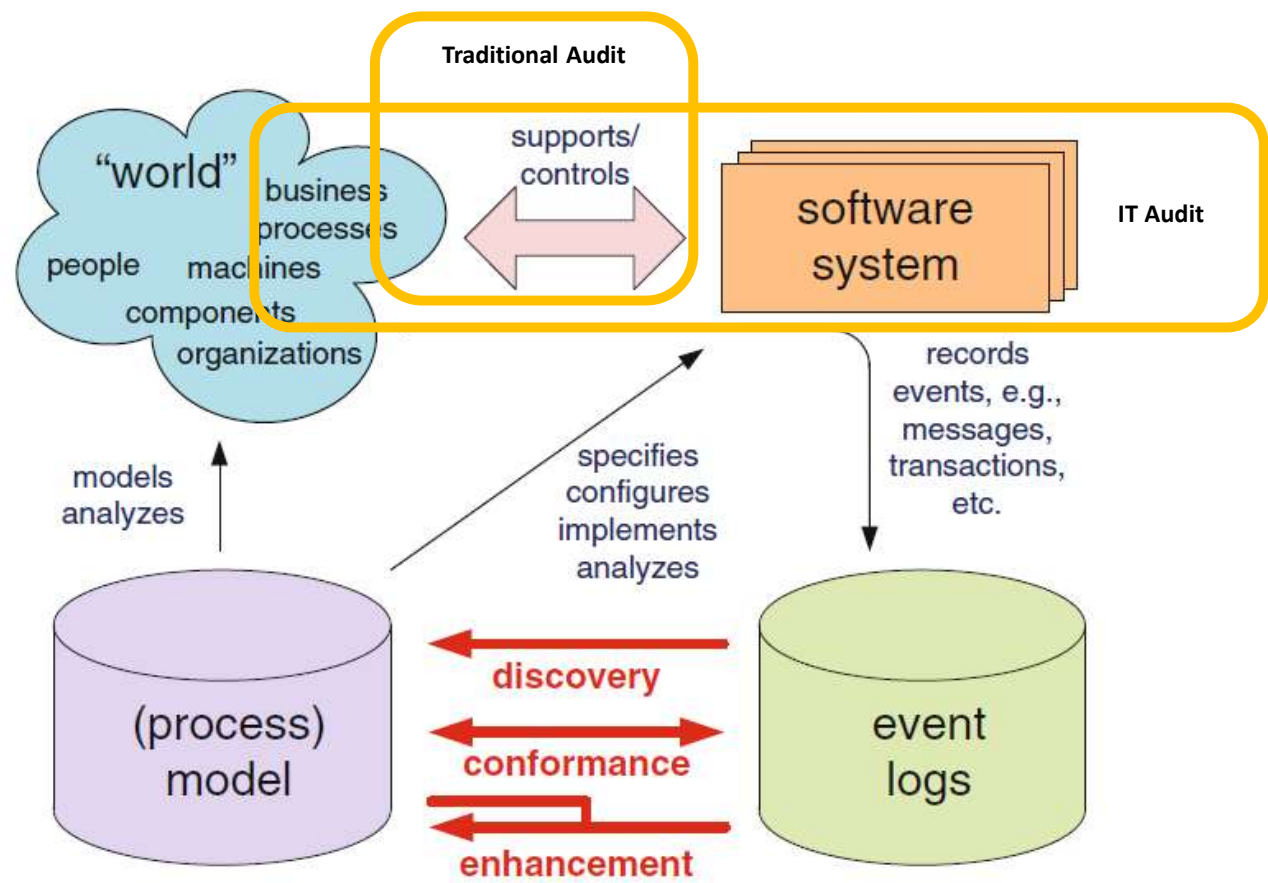 Traditional Audit
supports/
controls
"world"
business
processes
people
machines
components
organizations
software
system
IT Audit
records
events, e.g.,
messages,
transactions,
etc.
models
analyzes
specifies
configures
implements
analyzes
discovery
(process)
model
conformance
event
logs
enhancement